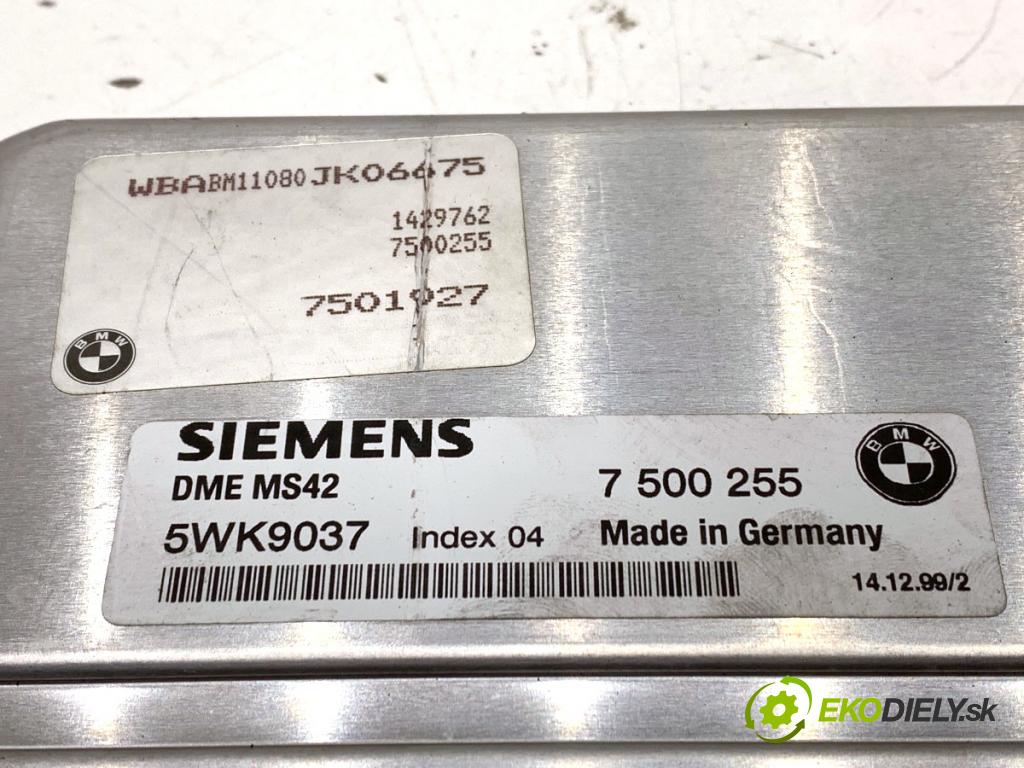 WBABM11080JK06675
1429762
7500255
7501927
BMW
SIEMENS
DME MS42
7 500 255
BMW
5WK9037 Index 04 Made in Germany
14.12.99/2
EKODIELY.sk